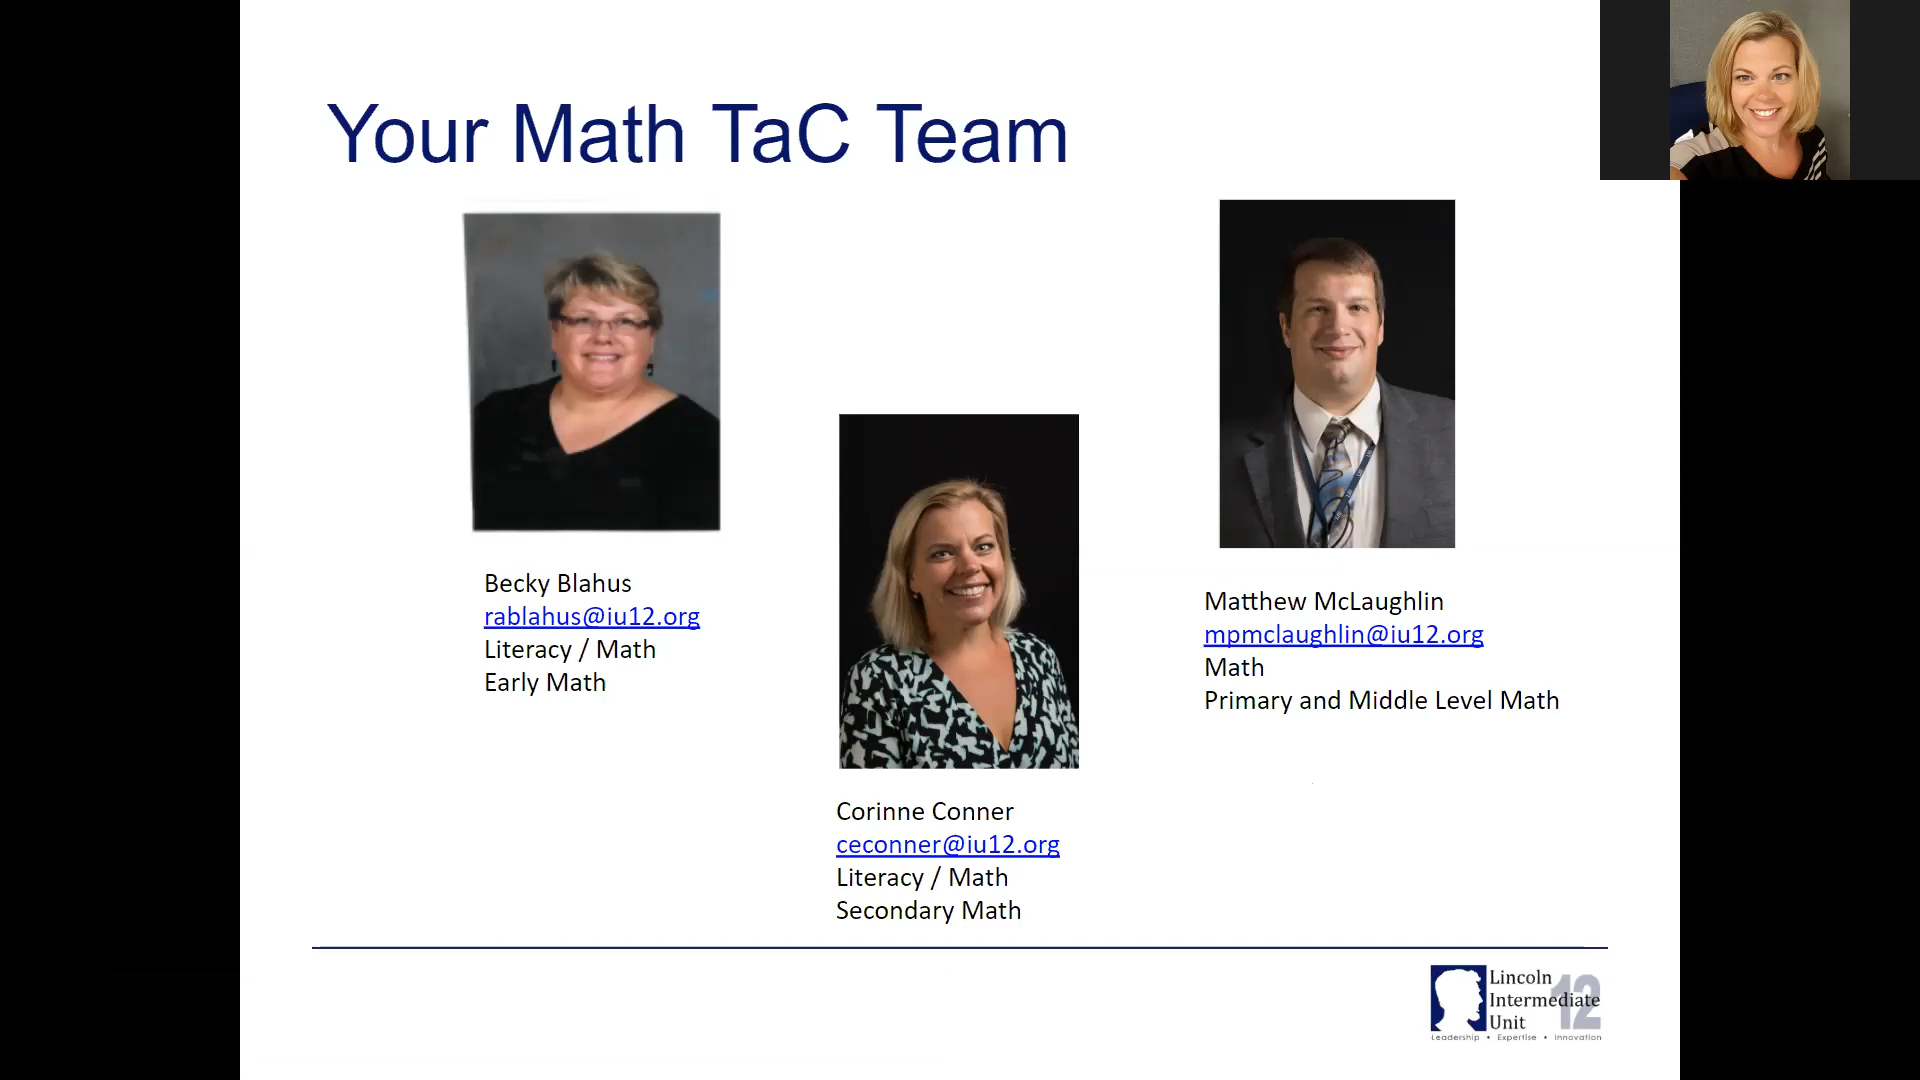 Your Math TaC Team
Becky Blahus
rablahus@iu12.org
Literacy / Math
Early Math
Matthew McLaughlin
mpmclaughlin@iu12.org
Math
Primary and Middle Level Math
Corinne Conner
ceconner@iu12.org
Literacy / Math
Secondary Math
Lincoln
Intermediate
Unit
12
Leadership • Expertise • Innovation